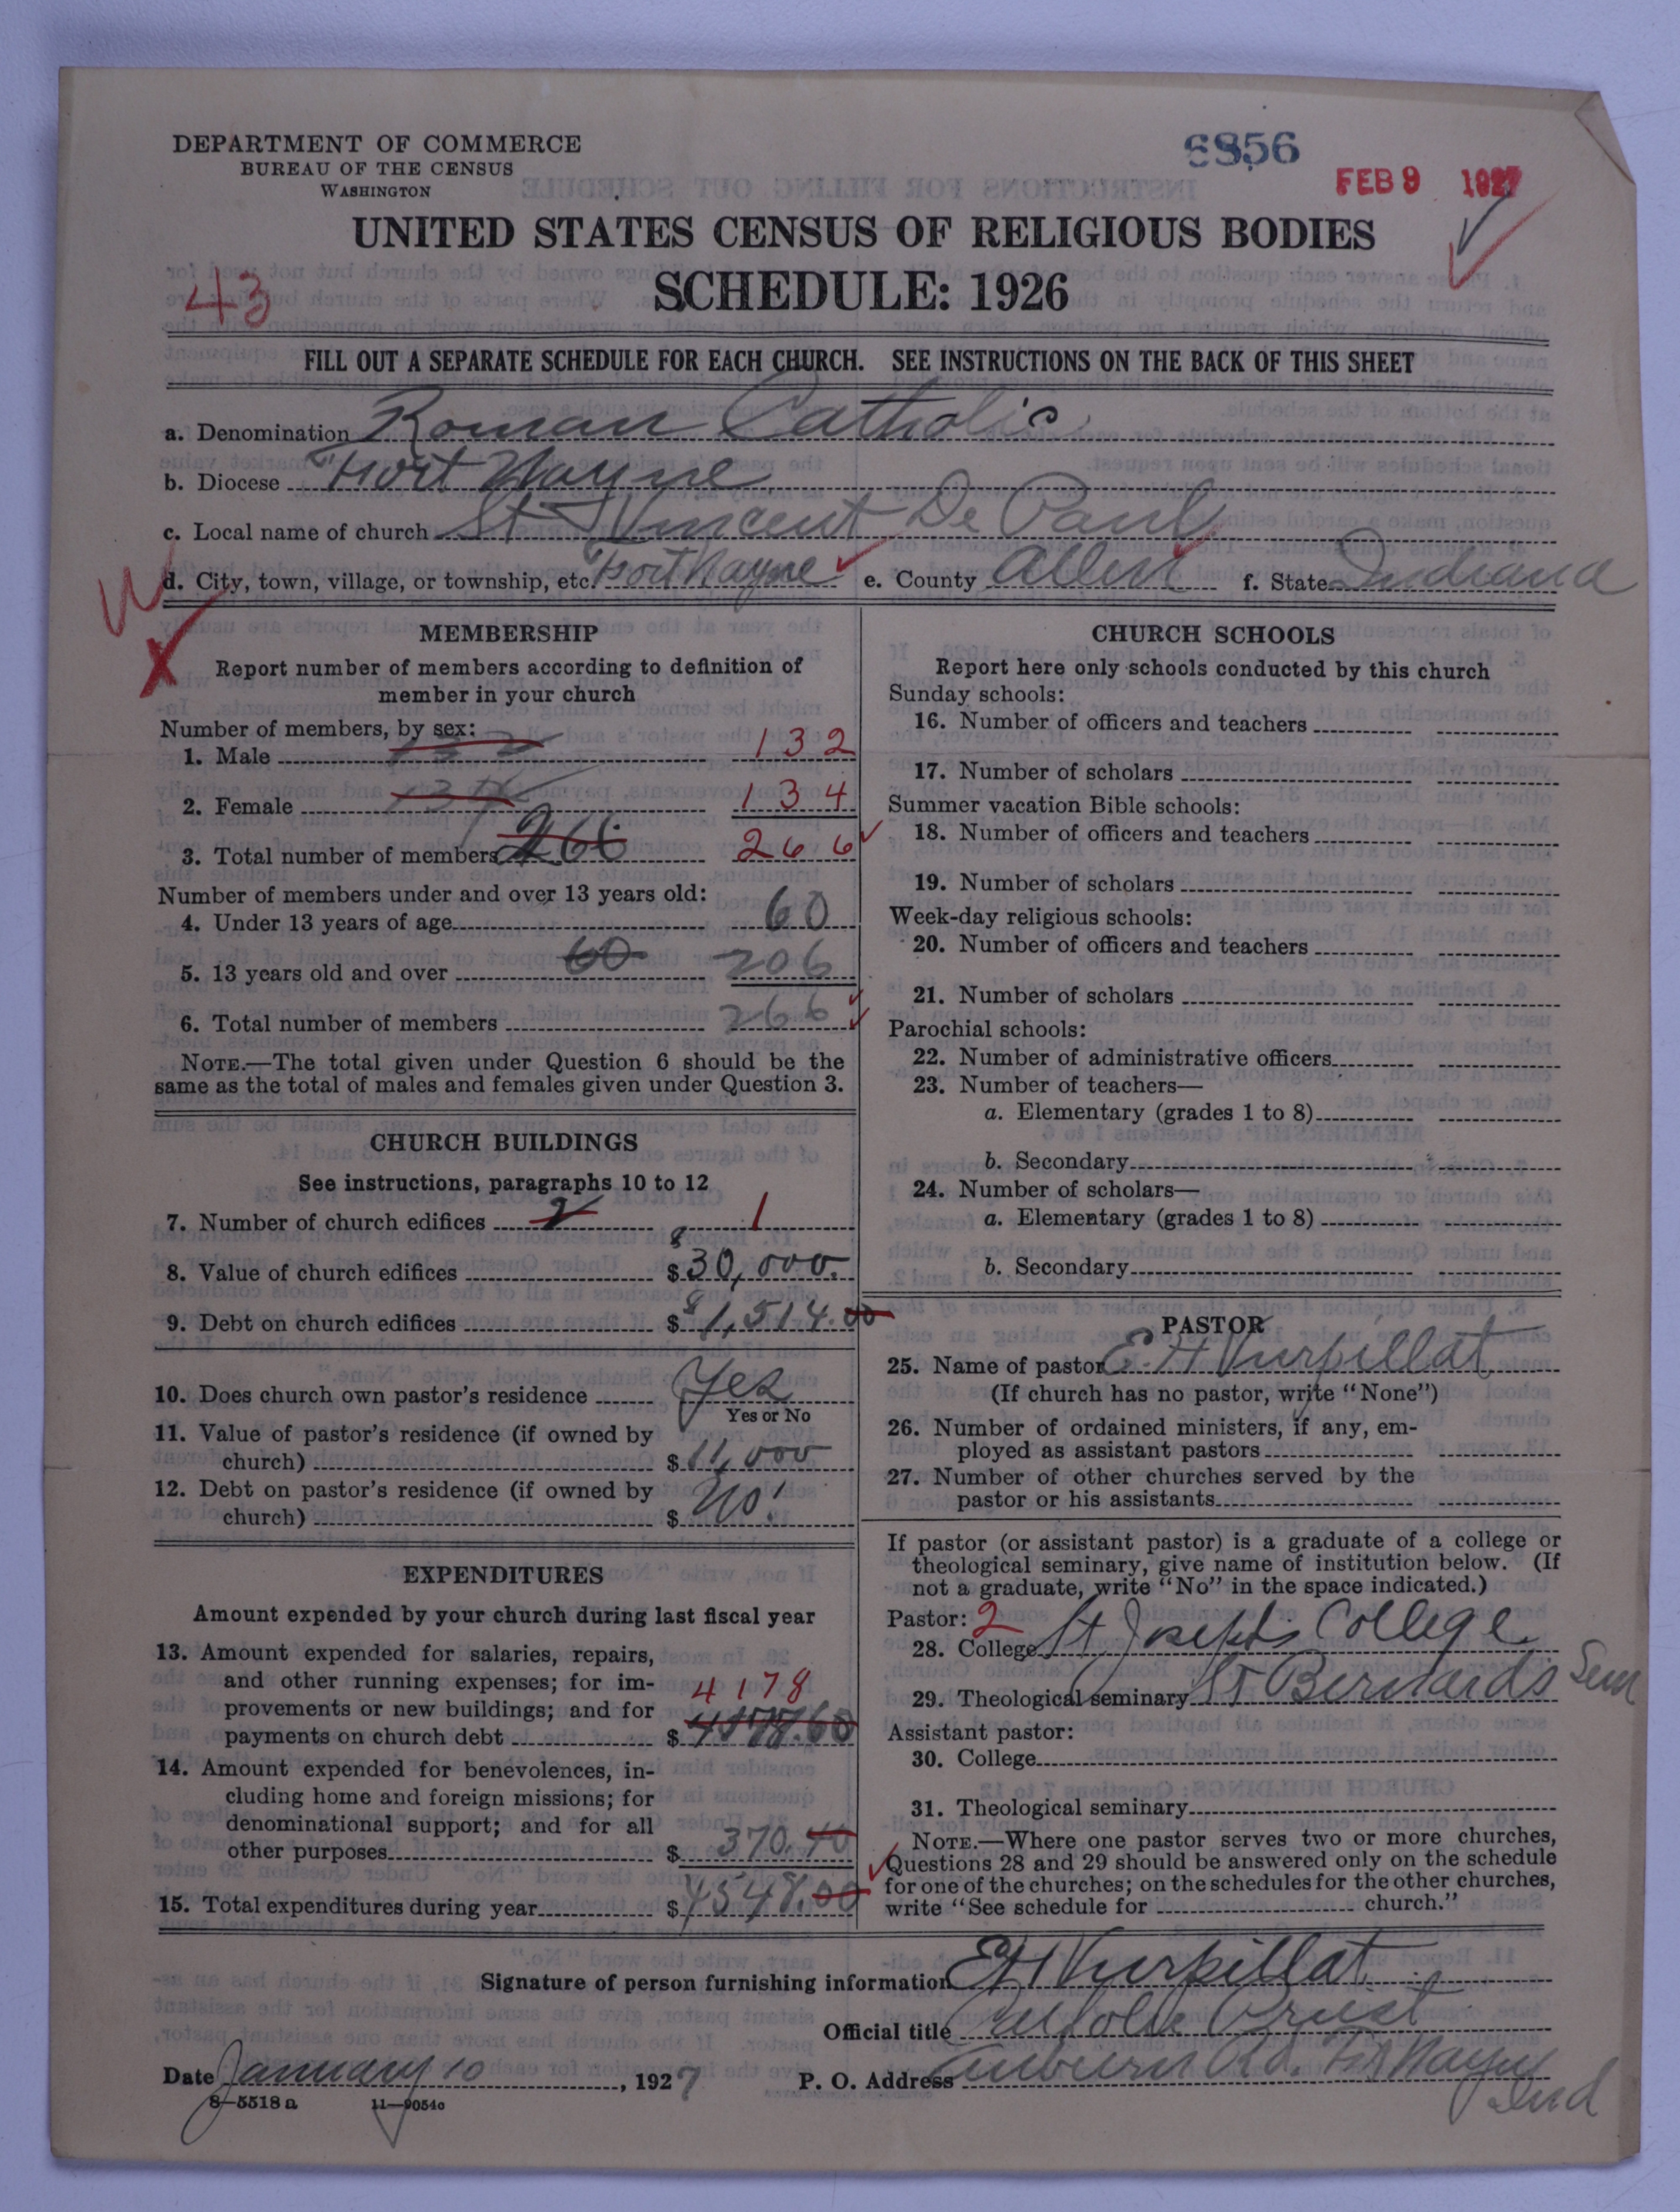 DEPARTMENT OF COMMERCE
BUREAU OF THE CENSUS
WASHINGTON
6856
FEB 9 1927
UNITED STATES CENSUS OF RELIGIOUS BODIES
SCHEDULE: 1926
43
FILL OUT A SEPARATE SCHEDULE FOR EACH CHURCH. SEE INSTRUCTIONS ON THE BACK OF THIS SHEET
a. Denomination Roman Catholic
b. Diocese Fort Wayne
c. Local name of church St Vincent De Paul
d. City, town, village, or township, etc. Fort Wayne e. County Allen f. State Indiana
MEMBERSHIP
Report number of members according to definition of
member in your church
Number of members, by sex:
1. Male 132 132
2. Female 134 134
3. Total number of members 266 266
Number of members under and over 13 years old:
4. Under 13 years of age 60
5. 13 years old and over 60 206
6. Total number of members 266
NOTE.—The total given under Question 6 should be the
same as the total of males and females given under Question 3.
CHURCH BUILDINGS
See instructions, paragraphs 10 to 12
7. Number of church edifices 2 1
8. Value of church edifices $ 30,000.
9. Debt on church edifices $ 1,514.00
10. Does church own pastor's residence Yes
Yes or No
11. Value of pastor's residence (if owned by
church) $ 11,000
12. Debt on pastor's residence (if owned by
church) $ No!
EXPENDITURES
Amount expended by your church during last fiscal year
13. Amount expended for salaries, repairs,
and other running expenses; for im-
provements or new buildings; and for
4178
payments on church debt $ 4177.60
14. Amount expended for benevolences, in-
cluding home and foreign missions; for
denominational support; and for all
other purposes $ 370.40
15. Total expenditures during year $ 4548.00
CHURCH SCHOOLS
Report here only schools conducted by this church
Sunday schools:
16. Number of officers and teachers
17. Number of scholars
Summer vacation Bible schools:
18. Number of officers and teachers
19. Number of scholars
Week-day religious schools:
20. Number of officers and teachers
21. Number of scholars
Parochial schools:
22. Number of administrative officers
23. Number of teachers—
a. Elementary (grades 1 to 8)
b. Secondary
24. Number of scholars—
a. Elementary (grades 1 to 8)
b. Secondary
PASTOR
25. Name of pastor E. H Vurpillat
(If church has no pastor, write "None")
26. Number of ordained ministers, if any, em-
ployed as assistant pastors
27. Number of other churches served by the
pastor or his assistants
If pastor (or assistant pastor) is a graduate of a college or
theological seminary, give name of institution below. (If
not a graduate, write "No" in the space indicated.)
Pastor: 2
28. College St Joseph's College
29. Theological seminary St Bernards Sem
Assistant pastor:
30. College
31. Theological seminary
NOTE.—Where one pastor serves two or more churches,
Questions 28 and 29 should be answered only on the schedule
for one of the churches; on the schedules for the other churches,
write "See schedule for church."
Signature of person furnishing information EH Vurpillat
Official title Catholic Priest
Date January 10, 1927 P. O. Address Auburn Rd. Ft Wayne
Ind
8—5518a 11—9054c